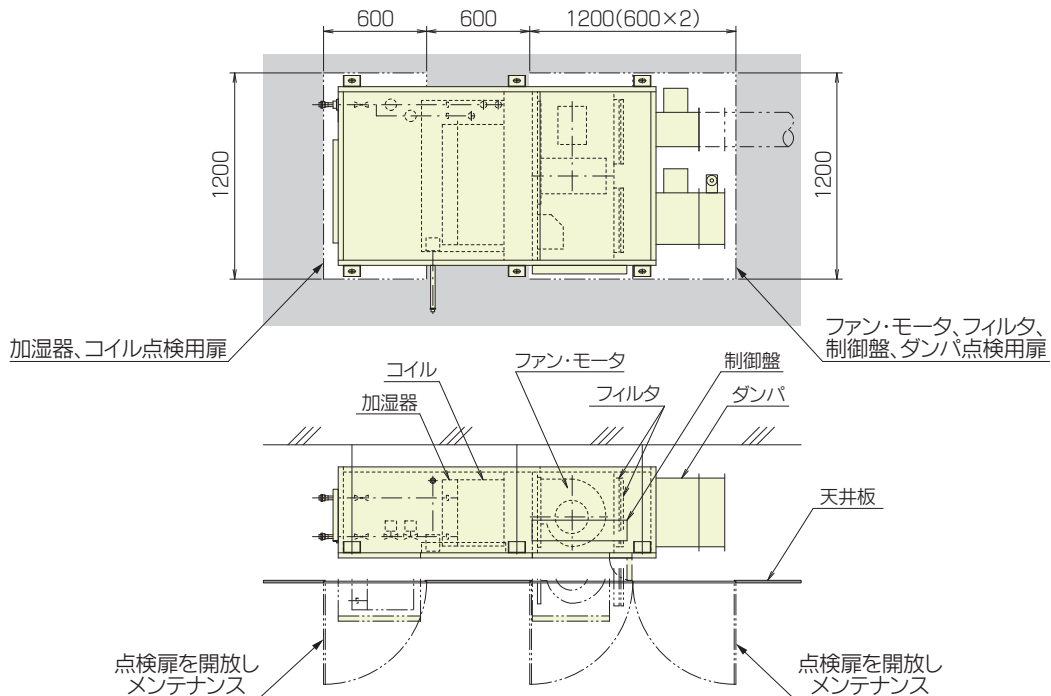 600
600
1200(600×2)
1200
1200
加湿器、コイル点検用扉
ファン・モータ、フィルタ、
制御盤、ダンパ点検用扉
コイル
加湿器
ファン・モータ
フィルタ
制御盤
ダンパ
天井板
点検扉を開放し
メンテナンス
点検扉を開放し
メンテナンス